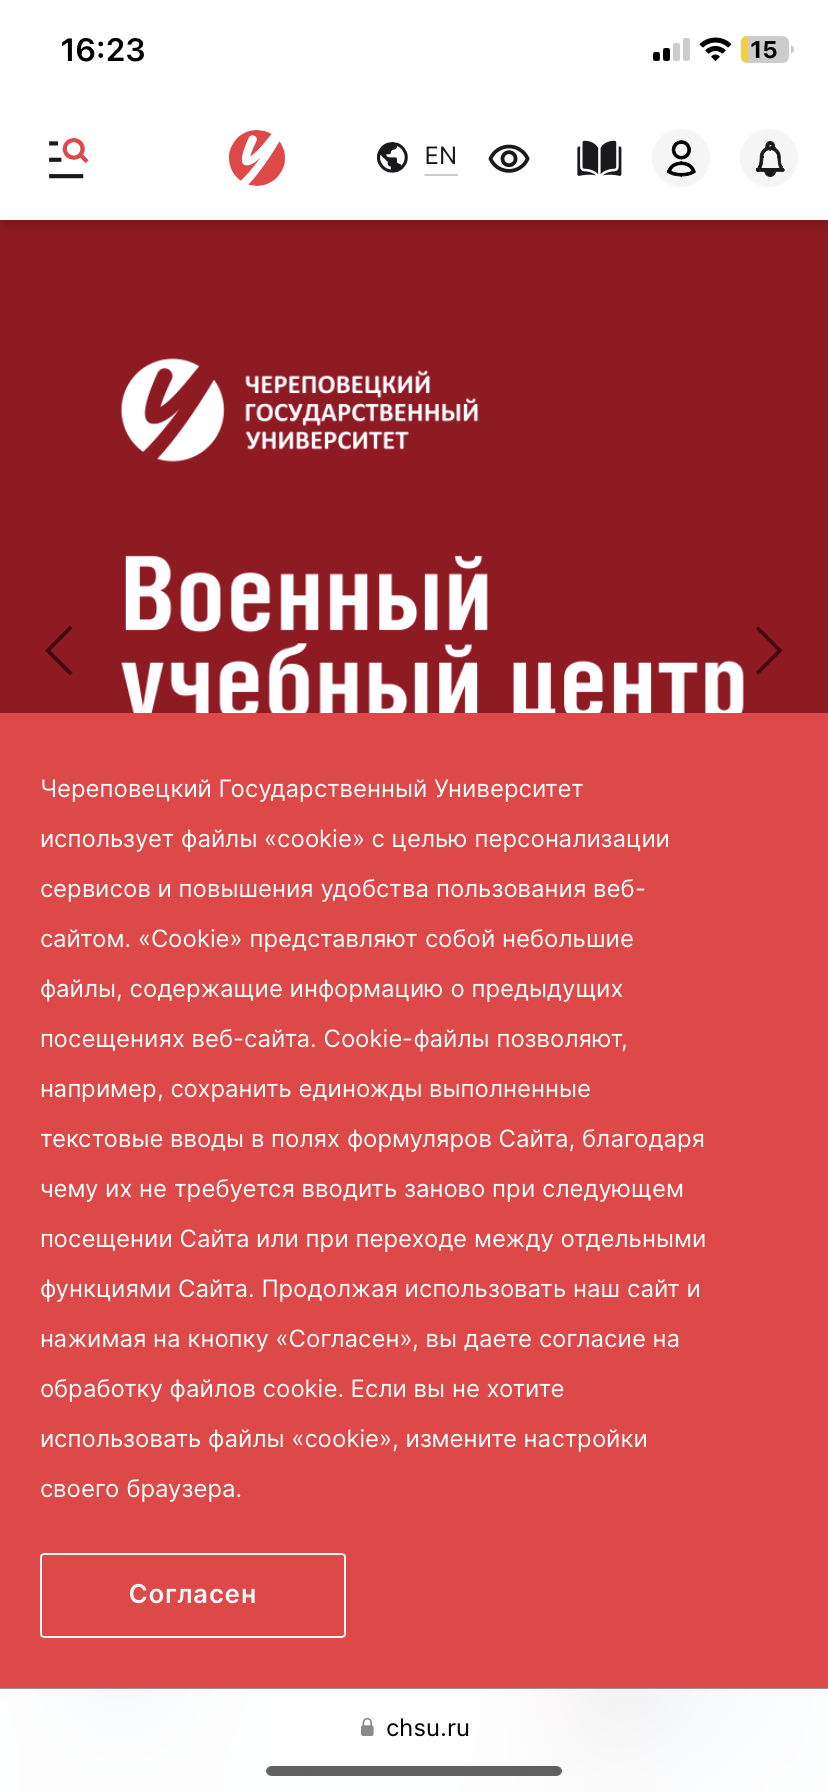 16:23
15
EN
ЧЕРЕПОВЕЦКИЙ
ГОСУДАРСТВЕННЫЙ
УНИВЕРСИТЕТ
Военный
учебный центр
Череповецкий Государственный Университет
использует файлы «cookie» с целью персонализации
сервисов и повышения удобства пользования веб-
сайтом. «Cookie» представляют собой небольшие
файлы, содержащие информацию о предыдущих
посещениях веб-сайта. Cookie-файлы позволяют,
например, сохранить единожды выполненные
текстовые вводы в полях формуляров Сайта, благодаря
чему их не требуется вводить заново при следующем
посещении Сайта или при переходе между отдельными
функциями Сайта. Продолжая использовать наш сайт и
нажимая на кнопку «Согласен», вы даете согласие на
обработку файлов cookie. Если вы не хотите
использовать файлы «cookie», измените настройки
своего браузера.
Согласен
chsu.ru